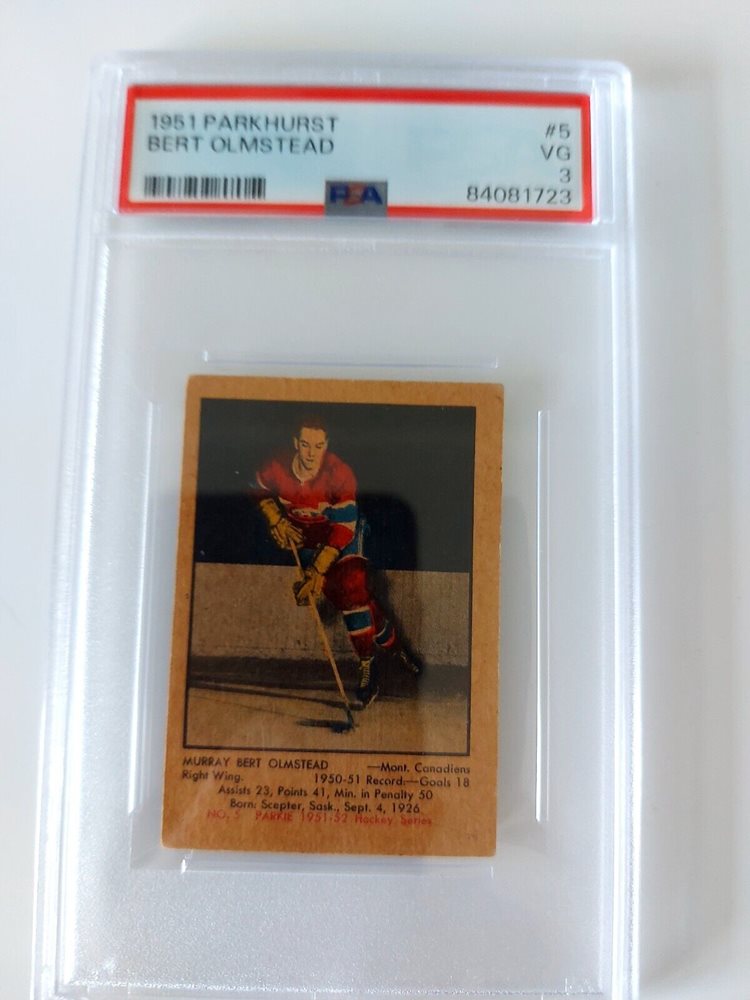 1951 PARKHURST #5
BERT OLMSTEAD VG
3
PSA 84081723
MURRAY BERT OLMSTEAD —Mont. Canadiens
Right Wing. 1950-51 Record:—Goals 18
Assists 23, Points 41, Min. in Penalty 50
Born: Scepter, Sask., Sept. 4, 1926
NO. 5 PARKIE 1951-52 Hockey Series